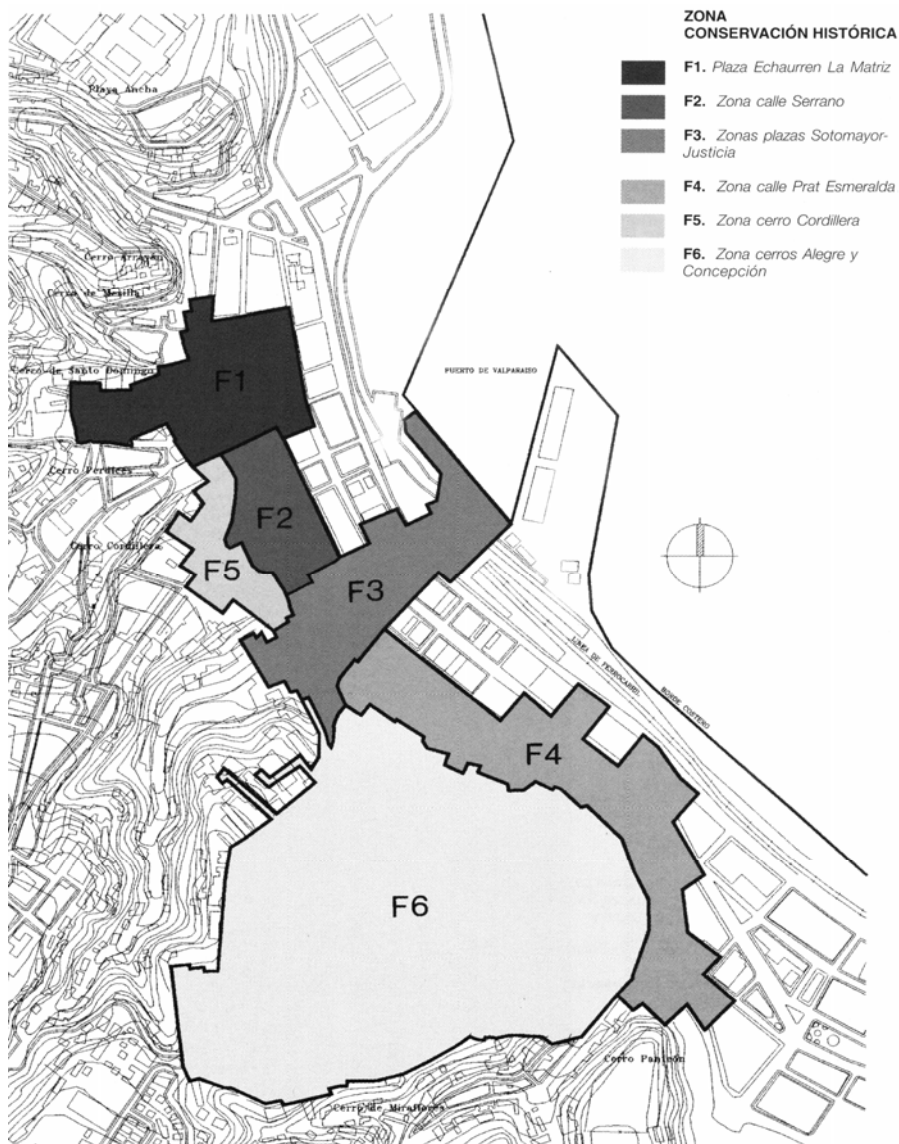 ZONA
CONSERVACIÓN HISTÓRICA
F1. Plaza Echaurren La Matriz
F2. Zona calle Serrano
F3. Zonas plazas Sotomayor-
Justicia
F4. Zona calle Prat Esmeralda
F5. Zona cerro Cordillera
F6. Zona cerros Alegre y
Concepción
Playa Ancha
Cerro Arrayán
Cerro de Mesilla
Cerro de Santo Domingo
F1
PUERTO DE VALPARAISO
Cerro Perdices
F2
Cerro Cordillera
F5
F3
LINEA DE FERROCARRIL
BORDE COSTERO
F4
F6
Cerro Panteón
Cerro de Miraflores